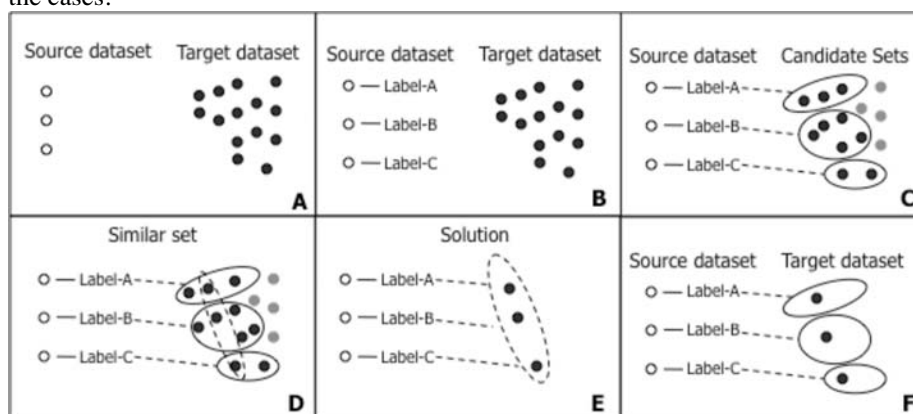 the cases?
Source dataset Target dataset
A
Source dataset Target dataset
Label-A
Label-B
Label-C
B
Source dataset Candidate Sets
Label-A
Label-B
Label-C
C
Similar set
Label-A
Label-B
Label-C
D
Solution
Label-A
Label-B
Label-C
E
Source dataset Target dataset
Label-A
Label-B
Label-C
F